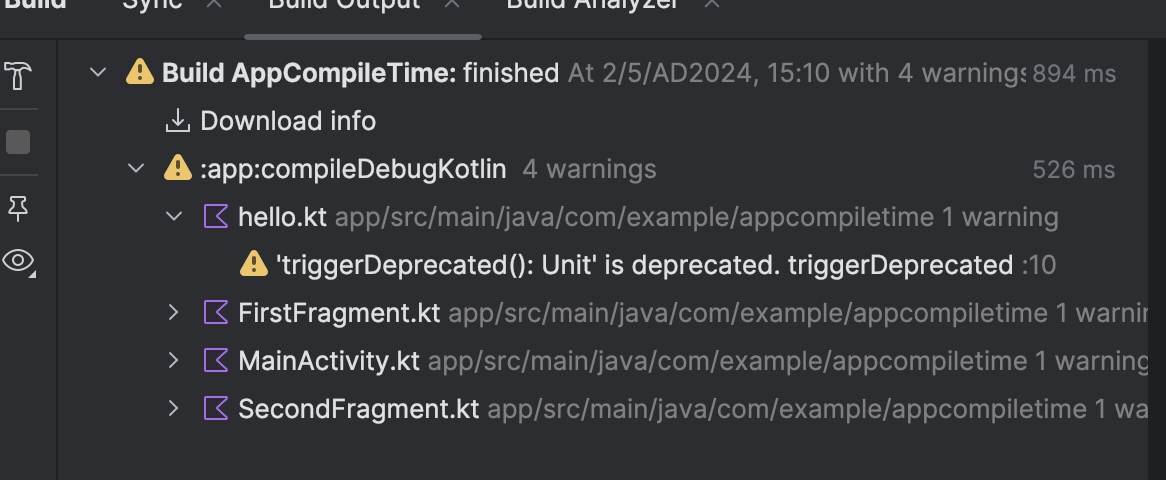 Build Sync Build Output Build Analyzer
Build AppCompileTime: finished At 2/5/AD2024, 15:10 with 4 warnings 894 ms
Download info
:app:compileDebugKotlin 4 warnings 526 ms
hello.kt app/src/main/java/com/example/appcompiletime 1 warning
'triggerDeprecated(): Unit' is deprecated. triggerDeprecated :10
FirstFragment.kt app/src/main/java/com/example/appcompiletime 1 warnin
MainActivity.kt app/src/main/java/com/example/appcompiletime 1 warning
SecondFragment.kt app/src/main/java/com/example/appcompiletime 1 wa